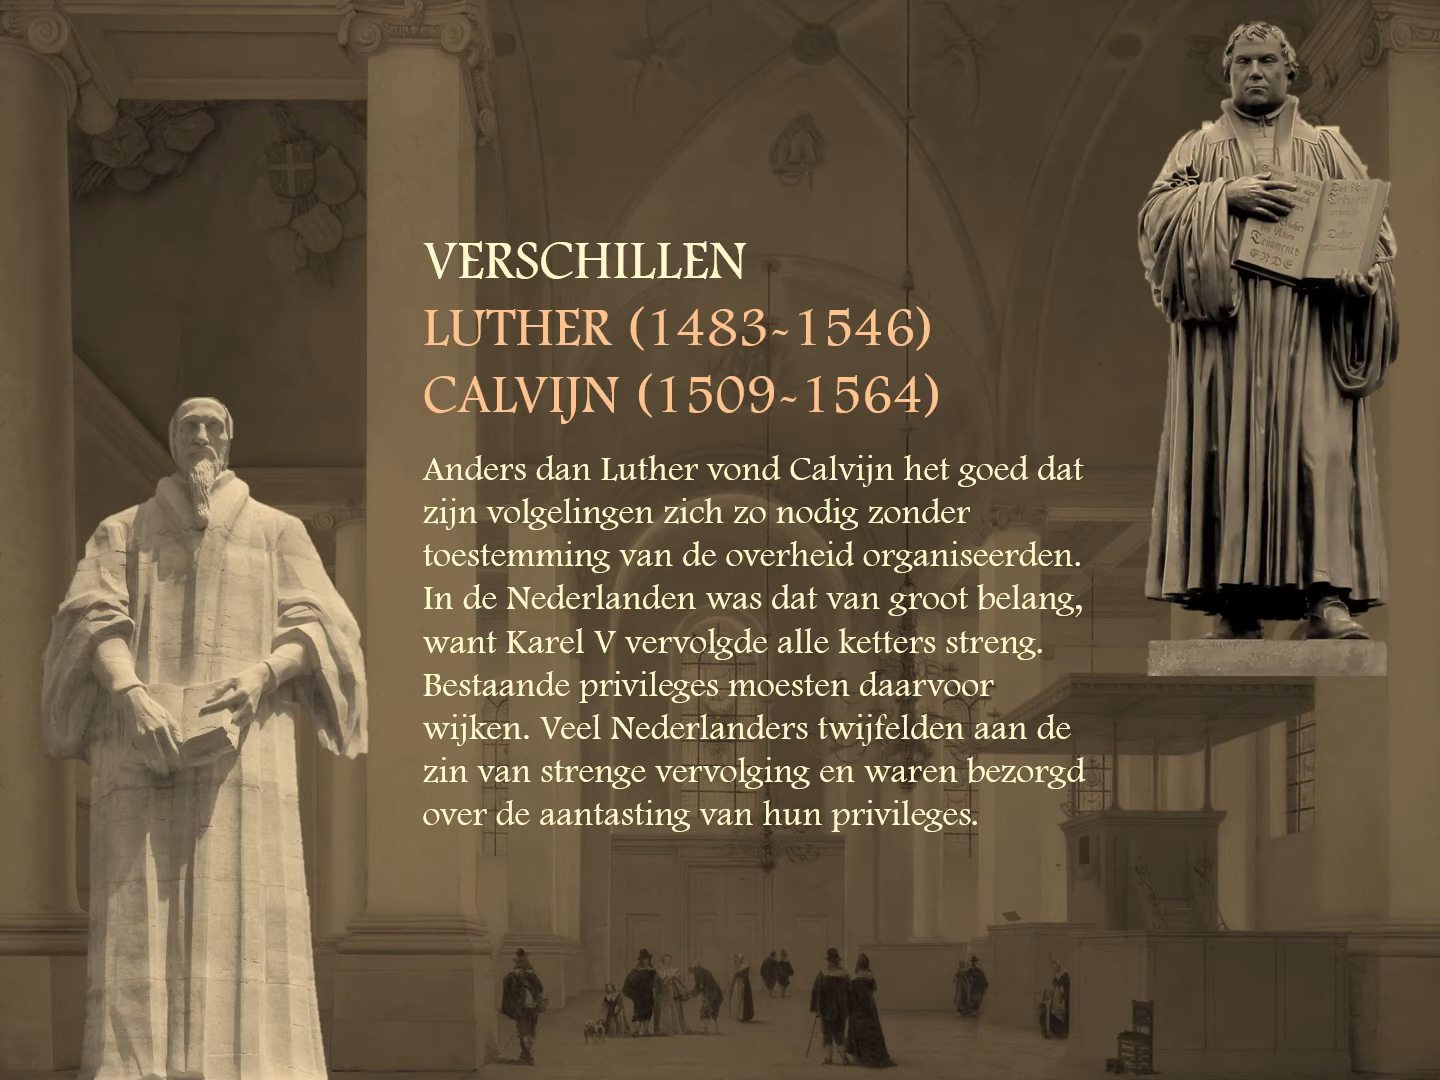 VERSCHILLEN
LUTHER (1483-1546)
CALVIJN (1509-1564)
Anders dan Luther vond Calvijn het goed dat
zijn volgelingen zich zo nodig zonder
toestemming van de overheid organiseerden.
In de Nederlanden was dat van groot belang,
want Karel V vervolgde alle ketters streng.
Bestaande privileges moesten daarvoor
wijken. Veel Nederlanders twijfelden aan de
zin van strenge vervolging en waren bezorgd
over de aantasting van hun privileges.
Testaments
ENDE